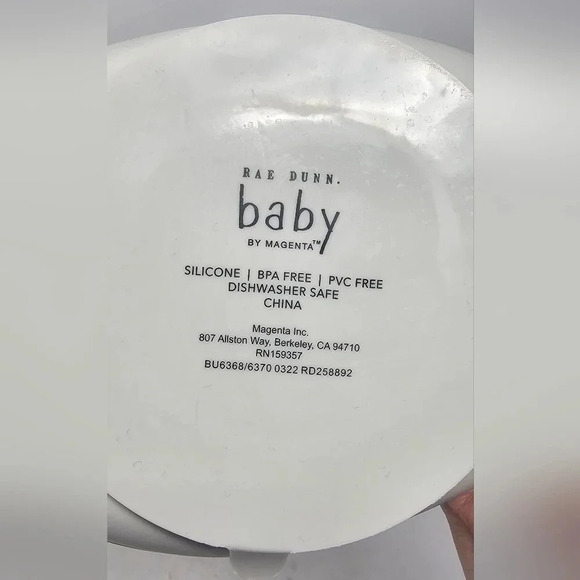 RAE DUNN.
baby
BY MAGENTA™
SILICONE | BPA FREE | PVC FREE
DISHWASHER SAFE
CHINA
Magenta Inc.
807 Allston Way, Berkeley, CA 94710
RN159357
BU6368/6370 0322 RD258892